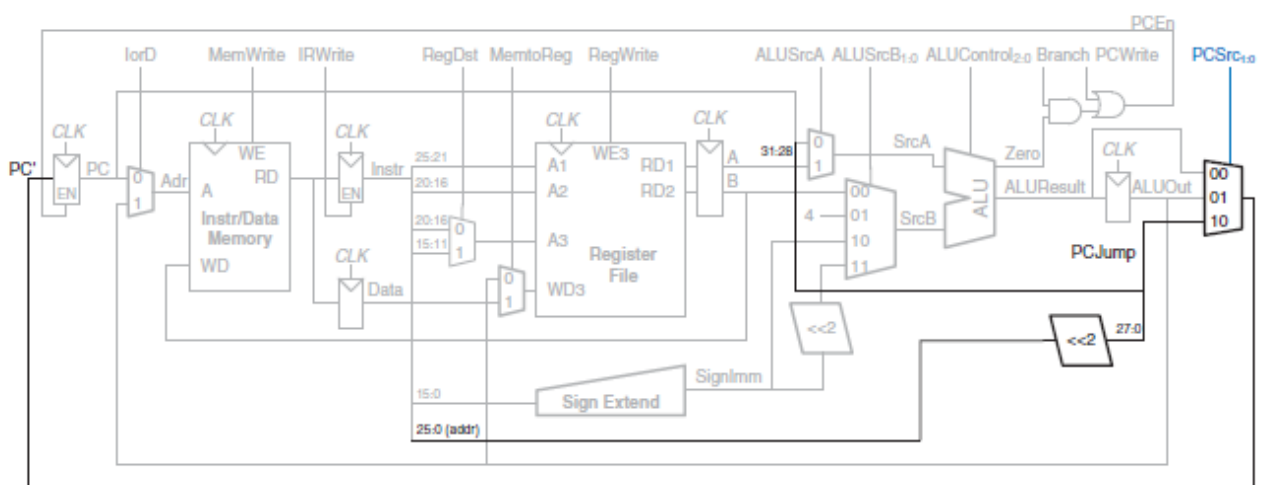 PCEn
IorD MemWrite IRWrite RegDst MemtoReg RegWrite ALUSrcA ALUSrcB1:0 ALUControl2:0 Branch PCWrite PCSrc1:0
CLK CLK CLK CLK CLK
PC' PC EN 0 1 Adr
WE RD A Instr/Data Memory WD
EN Instr
CLK Data
25:21
20:16
20:16
15:11
0 1
0 1
A1 A2 A3 WD3 WE3 RD1 RD2 Register File
A
B
31:28
0 1
SrcA
00
4 01
10
11
SrcB
ALU
Zero
ALUResult
CLK
ALUOut
00
01
10
PCJump
<<2
<<2 27:0
SignImm
15:0 Sign Extend
25:0 (addr)